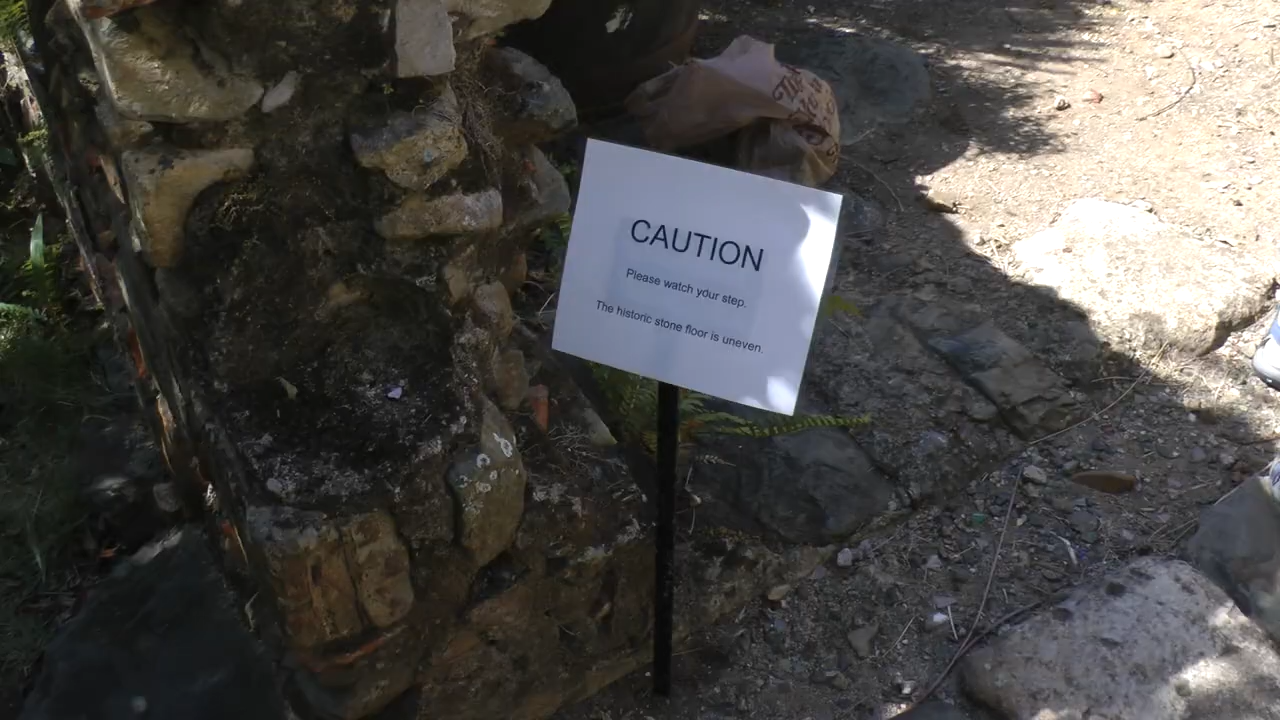 CAUTION
Please watch your step.
The historic stone floor is uneven.